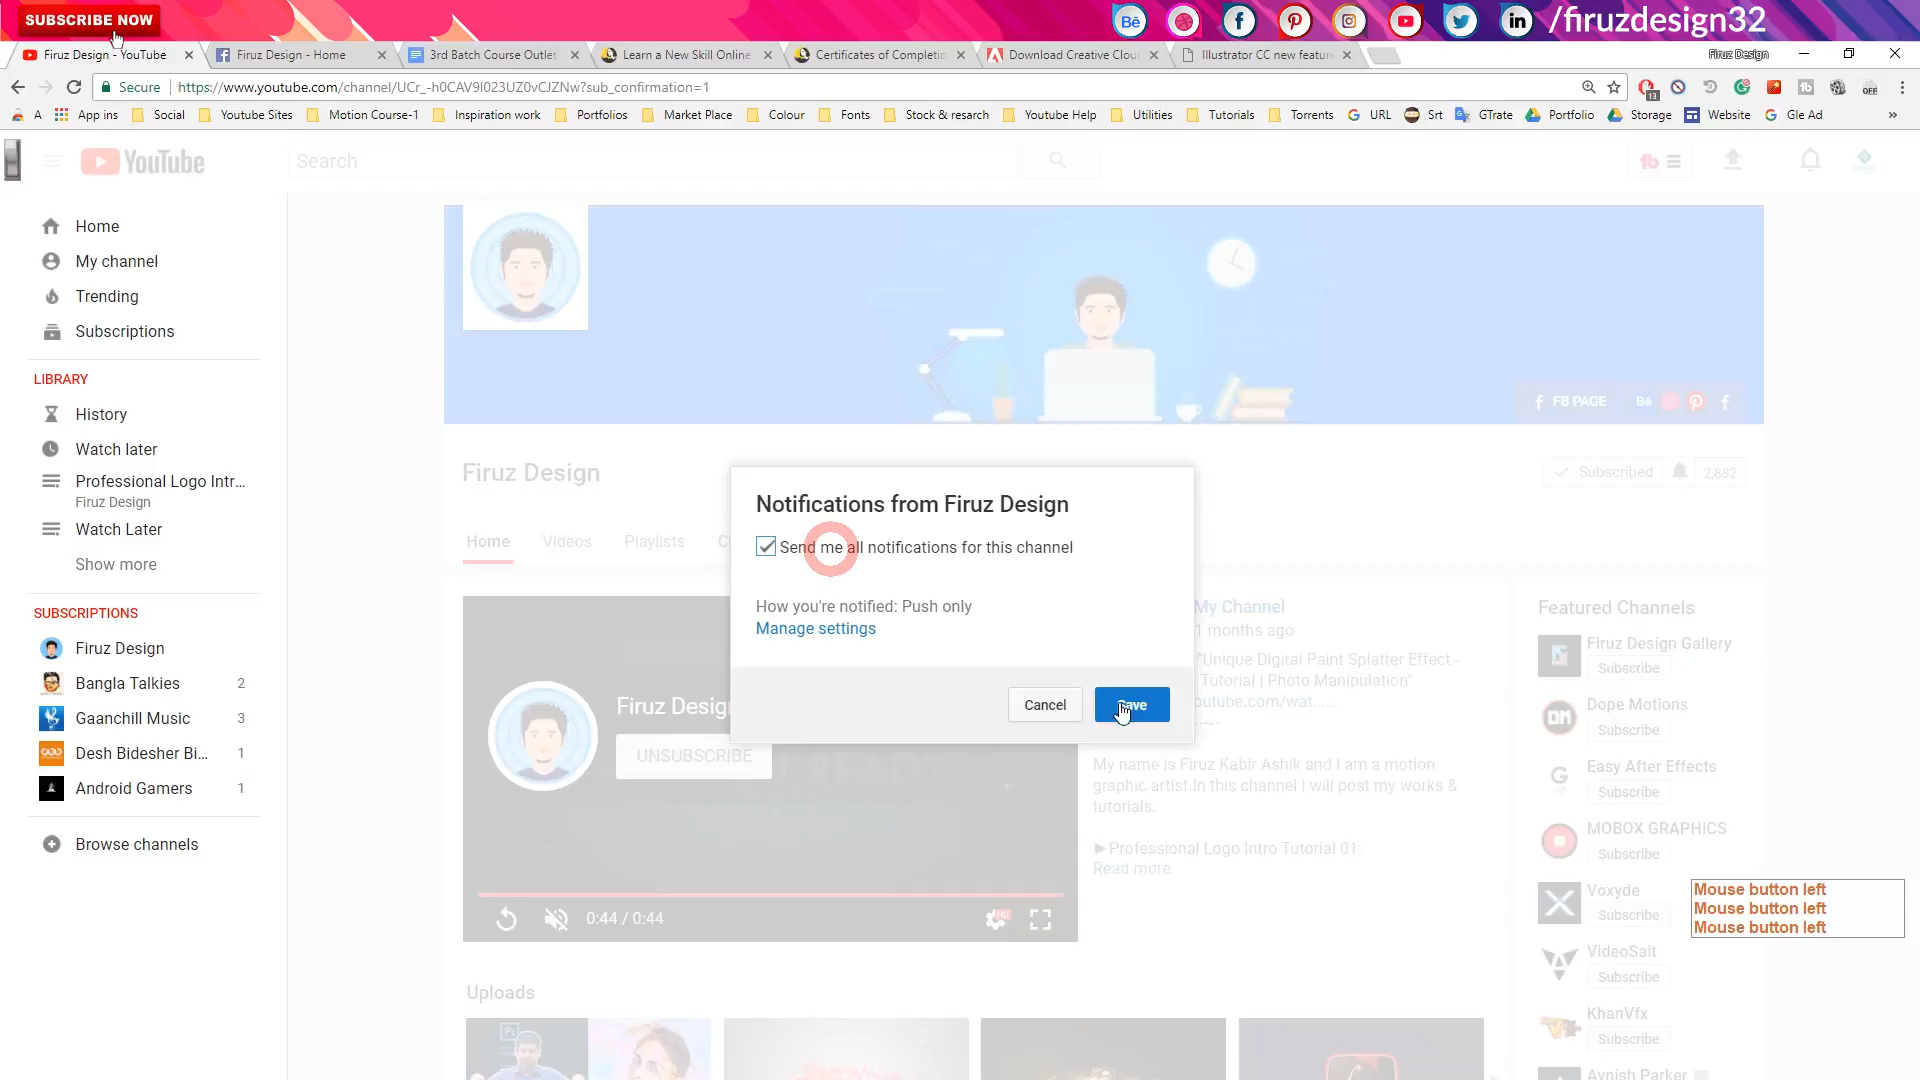 SUBSCRIBE NOW
/firuzdesign32
Firuz Design - YouTube
Firuz Design - Home
3rd Batch Course Outlet
Learn a New Skill Online
Certificates of Completi
Download Creative Clou
Illustrator CC new featur
Firuz Design
Secure
https://www.youtube.com/channel/UCr_-h0CAV9I023UZ0vCJZNw?sub_confirmation=1
A
App ins
Social
Youtube Sites
Motion Course-1
Inspiration work
Portfolios
Market Place
Colour
Fonts
Stock & resarch
Youtube Help
Utilities
Tutorials
Torrents
URL
Srt
GTrate
Portfolio
Storage
Website
Gle Ad
YouTube
Search
Home
My channel
Trending
Subscriptions
LIBRARY
History
Watch later
Professional Logo Intr...
Firuz Design
Watch Later
Show more
SUBSCRIPTIONS
Firuz Design
Bangla Talkies 2
Gaanchill Music 3
Desh Bidesher Bi... 1
Android Gamers 1
Browse channels
FB PAGE
Firuz Design
Subscribed 2,882
Home
Videos
Playlists
Notifications from Firuz Design
Send me all notifications for this channel
How you're notified: Push only
Manage settings
Cancel
Firuz Desig
UNSUBSCRIBE
0:44 / 0:44
My Channel
1 months ago
"Unique Digital Paint Splatter Effect -
Tutorial | Photo Manipulation"
outube.com/wat......
My name is Firuz Kabir Ashik and I am a motion
graphic artist.In this channel I will post my works &
tutorials.
►Professional Logo Intro Tutorial 01:
Read more
Featured Channels
Firuz Design Gallery
Subscribe
Dope Motions
Subscribe
Easy After Effects
Subscribe
MOBOX GRAPHICS
Subscribe
Voxyde
Subscribe
VideoSalt
Subscribe
KhanVfx
Subscribe
Avnish Parker
Mouse button left
Mouse button left
Mouse button left
Uploads